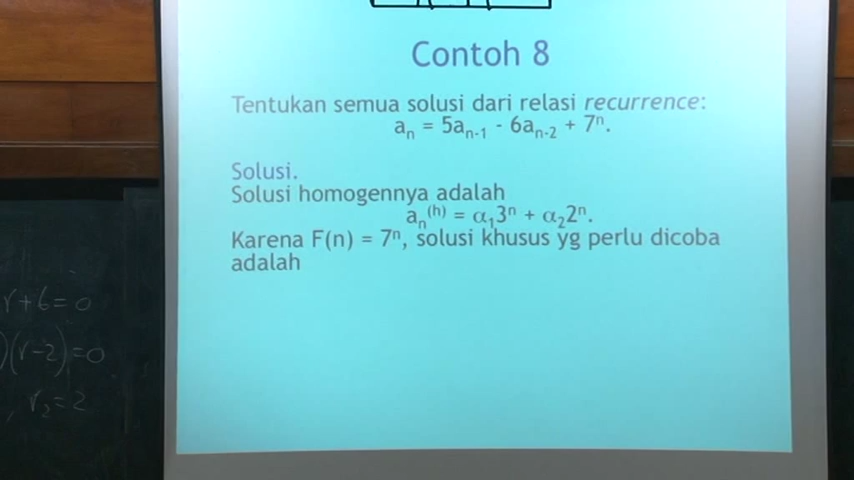 Contoh 8
Tentukan semua solusi dari relasi recurrence:
aₙ = 5aₙ₋₁ - 6aₙ₋₂ + 7ⁿ.
Solusi.
Solusi homogennya adalah
aₙ⁽ʰ⁾ = α₁3ⁿ + α₂2ⁿ.
Karena F(n) = 7ⁿ, solusi khusus yg perlu dicoba
adalah
r+6=0
)(r-2)=0
, r₂=2